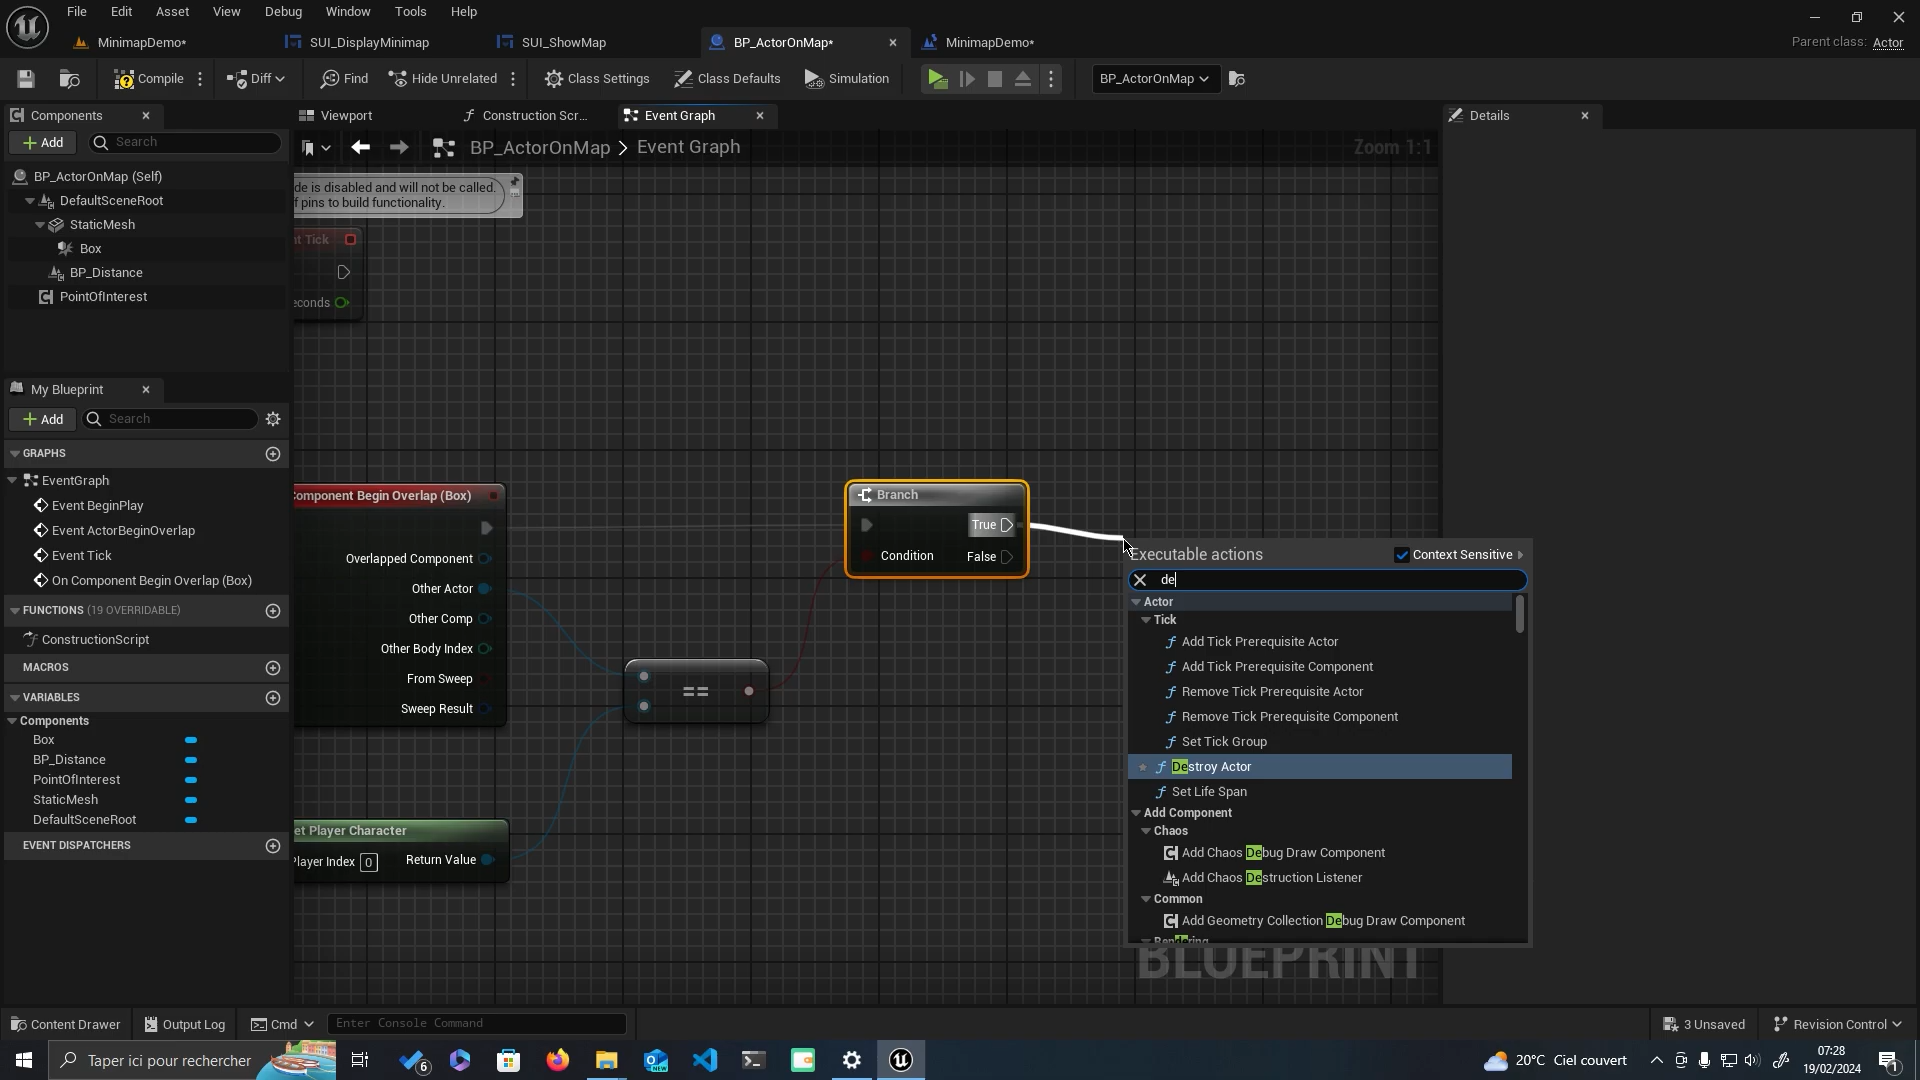 File Edit Asset View Debug Window Tools Help
MinimapDemo* SUI_DisplayMinimap SUI_ShowMap BP_ActorOnMap* MinimapDemo*
Parent class: Actor
Compile Diff Find Hide Unrelated Class Settings Class Defaults Simulation BP_ActorOnMap
Components
Add Search
BP_ActorOnMap (Self)
DefaultSceneRoot
StaticMesh
Box
BP_Distance
PointOfInterest
My Blueprint
Add Search
GRAPHS
EventGraph
Event BeginPlay
Event ActorBeginOverlap
Event Tick
On Component Begin Overlap (Box)
FUNCTIONS (19 OVERRIDABLE)
ConstructionScript
MACROS
VARIABLES
Components
Box
BP_Distance
PointOfInterest
StaticMesh
DefaultSceneRoot
EVENT DISPATCHERS
Viewport Construction Scr... Event Graph
BP_ActorOnMap > Event Graph
Zoom 1:1
de is disabled and will not be called.
f pins to build functionality.
nt Tick
econds
Component Begin Overlap (Box)
Overlapped Component
Other Actor
Other Comp
Other Body Index
From Sweep
Sweep Result
et Player Character
Player Index 0 Return Value
==
Branch
True
Condition False
Executable actions Context Sensitive
de
Actor
Tick
Add Tick Prerequisite Actor
Add Tick Prerequisite Component
Remove Tick Prerequisite Actor
Remove Tick Prerequisite Component
Set Tick Group
Destroy Actor
Set Life Span
Add Component
Chaos
Add Chaos Debug Draw Component
Add Chaos Destruction Listener
Common
Add Geometry Collection Debug Draw Component
Rendering
BLUEPRINT
Details
Content Drawer Output Log Cmd Enter Console Command 3 Unsaved Revision Control
Taper ici pour rechercher
6
NEW
20°C Ciel couvert
07:28
19/02/2024
1